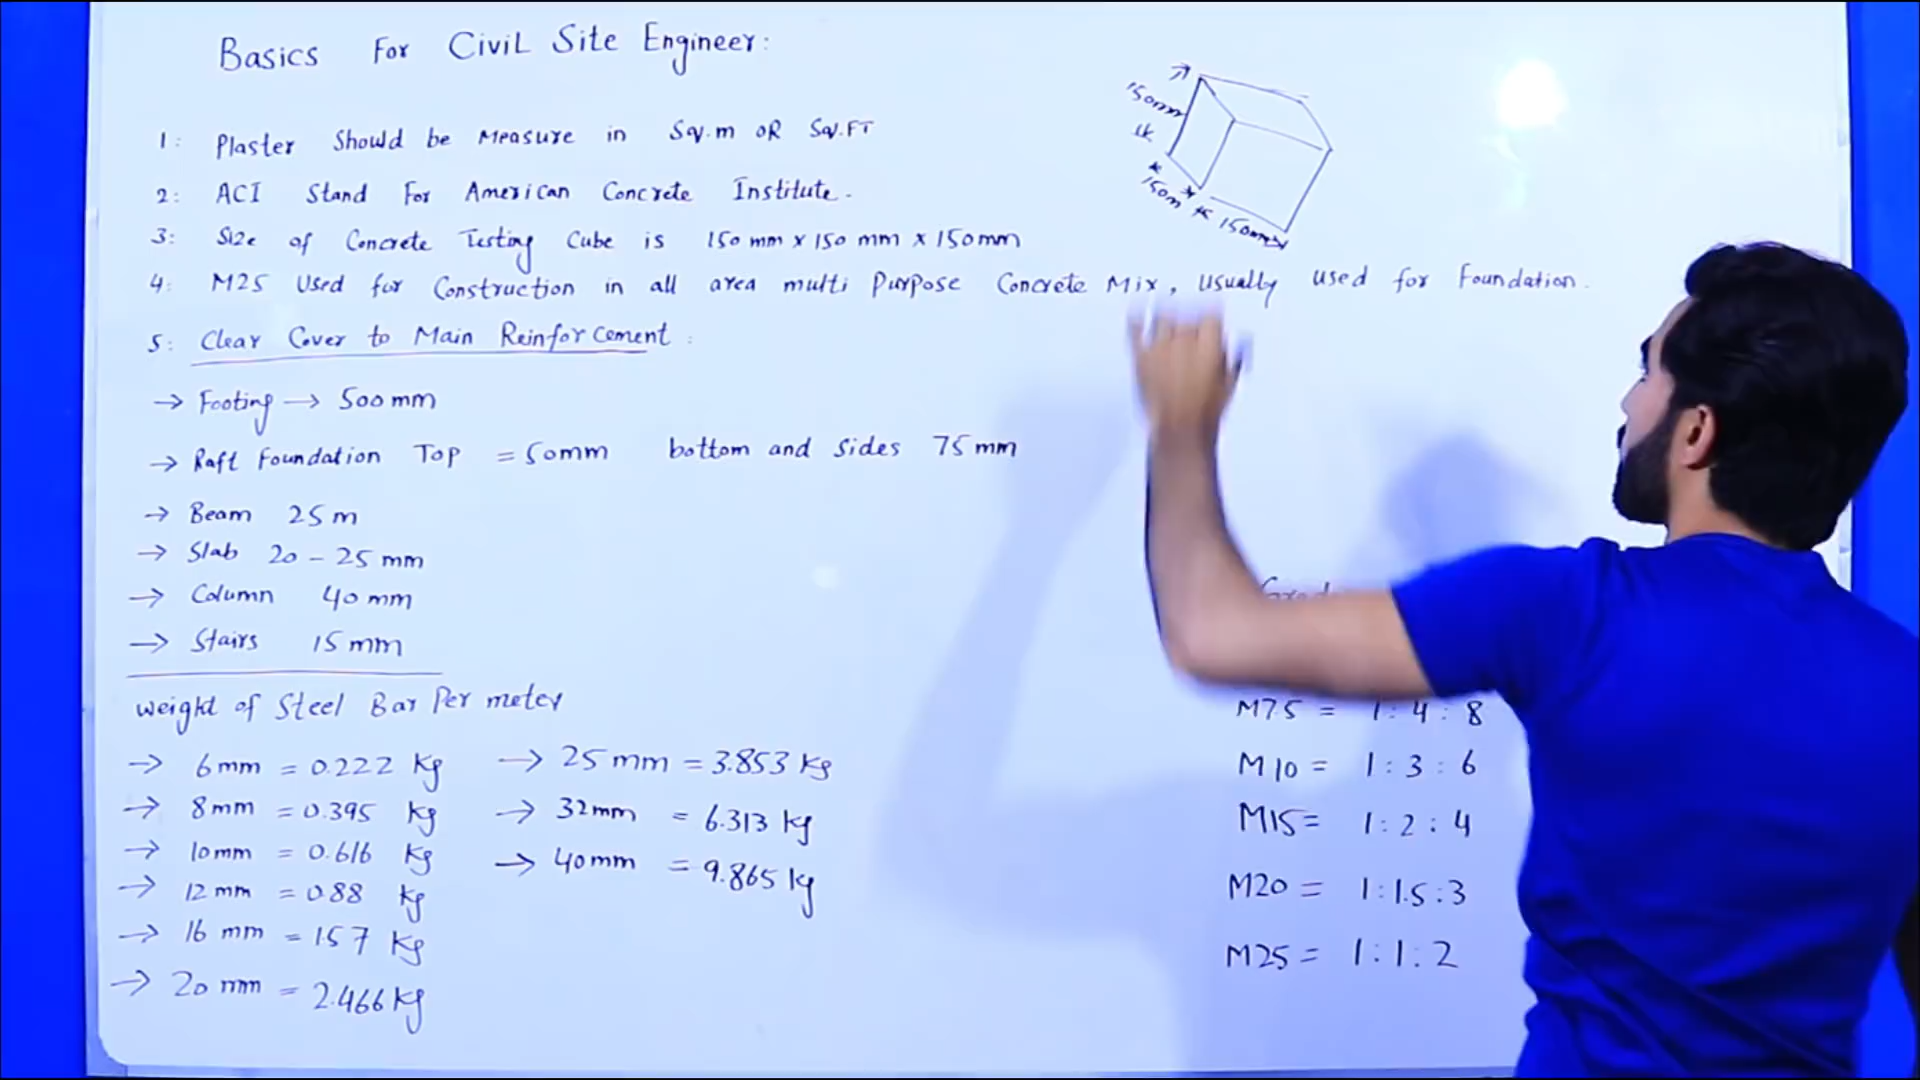 Basics For Civil Site Engineer:
1: Plaster Should be Measure in Sq.m OR Sq.FT
2: ACI Stand For American Concrete Institute.
3: Size of Concrete Testing Cube is 150 mm x 150 mm x 150mm
4: M25 Used for Construction in all area multi Purpose Concrete Mix, usually used for Foundation.
5: Clear Cover to Main Reinforcement:
→ Footing → 500 mm
→ Raft Foundation Top = 50mm bottom and Sides 75 mm
→ Beam 25 m
→ Slab 20 - 25 mm
→ Column 40 mm
→ Stairs 15 mm
weight of Steel Bar Per meter
→ 6mm = 0.222 Kg
→ 8mm = 0.395 Kg
→ 10mm = 0.616 Kg
→ 12 mm = 0.88 Kg
→ 16 mm = 1.57 Kg
→ 20 mm = 2.466 Kg
→ 25 mm = 3.853 Kg
→ 32mm = 6.313 Kg
→ 40mm = 9.865 Kg
150mm
150m
150mm
M7.5 = 1 : 4 : 8
M10 = 1 : 3 : 6
M15 = 1 : 2 : 4
M20 = 1 : 1.5 : 3
M25 = 1 : 1 : 2